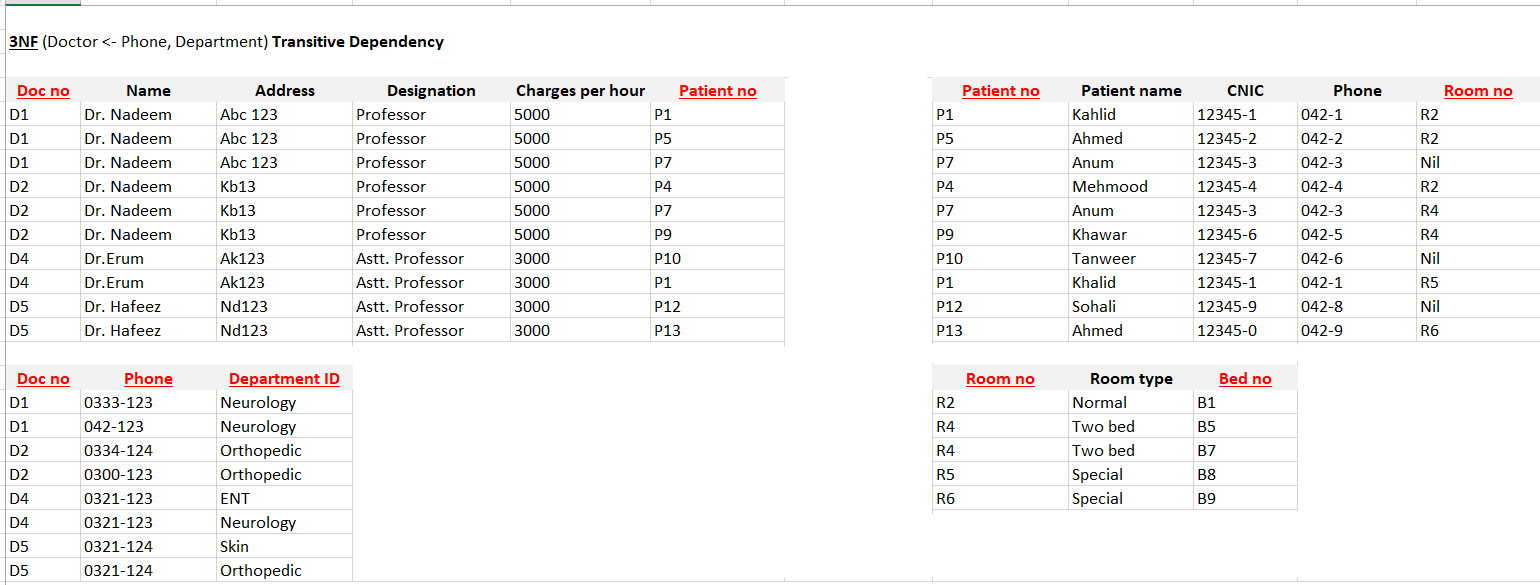 3NF (Doctor <- Phone, Department) Transitive Dependency
Doc no Name Address Designation Charges per hour Patient no
D1 Dr. Nadeem Abc 123 Professor 5000 P1
D1 Dr. Nadeem Abc 123 Professor 5000 P5
D1 Dr. Nadeem Abc 123 Professor 5000 P7
D2 Dr. Nadeem Kb13 Professor 5000 P4
D2 Dr. Nadeem Kb13 Professor 5000 P7
D2 Dr. Nadeem Kb13 Professor 5000 P9
D4 Dr.Erum Ak123 Astt. Professor 3000 P10
D4 Dr.Erum Ak123 Astt. Professor 3000 P1
D5 Dr. Hafeez Nd123 Astt. Professor 3000 P12
D5 Dr. Hafeez Nd123 Astt. Professor 3000 P13
Patient no Patient name CNIC Phone Room no
P1 Kahlid 12345-1 042-1 R2
P5 Ahmed 12345-2 042-2 R2
P7 Anum 12345-3 042-3 Nil
P4 Mehmood 12345-4 042-4 R2
P7 Anum 12345-3 042-3 R4
P9 Khawar 12345-6 042-5 R4
P10 Tanweer 12345-7 042-6 Nil
P1 Khalid 12345-1 042-1 R5
P12 Sohali 12345-9 042-8 Nil
P13 Ahmed 12345-0 042-9 R6
Doc no Phone Department ID
D1 0333-123 Neurology
D1 042-123 Neurology
D2 0334-124 Orthopedic
D2 0300-123 Orthopedic
D4 0321-123 ENT
D4 0321-123 Neurology
D5 0321-124 Skin
D5 0321-124 Orthopedic
Room no Room type Bed no
R2 Normal B1
R4 Two bed B5
R4 Two bed B7
R5 Special B8
R6 Special B9